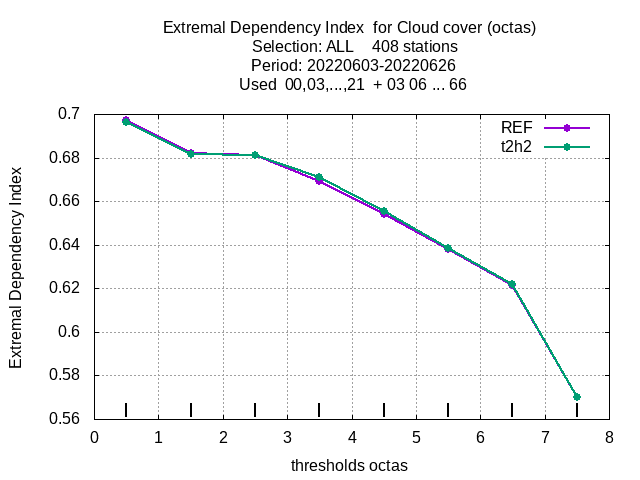 Extremal Dependency Index  for Cloud cover (octas)
Selection: ALL    408 stations
Period: 20220603-20220626
Used  00,03,...,21  + 03 06 ... 66
REF
t2h2
Extremal Dependency Index
0.7
0.68
0.66
0.64
0.62
0.6
0.58
0.56
0 1 2 3 4 5 6 7 8
thresholds octas